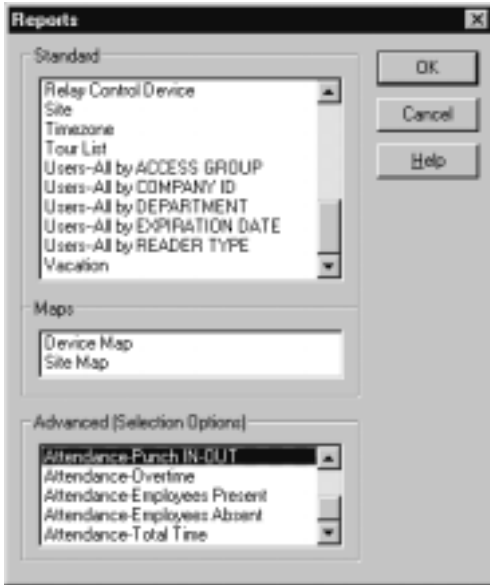 Reports
Standard
OK
Relay Control Device
Site
Timezone
Tour List
Users-All by ACCESS GROUP
Users-All by COMPANY ID
Users-All by DEPARTMENT
Users-All by EXPIRATION DATE
Users-All by READER TYPE
Vacation
Cancel
Help
Maps
Device Map
Site Map
Advanced (Selection Options)
Attendance-Punch IN-OUT
Attendance-Overtime
Attendance-Employees Present
Attendance-Employees Absent
Attendance-Total Time